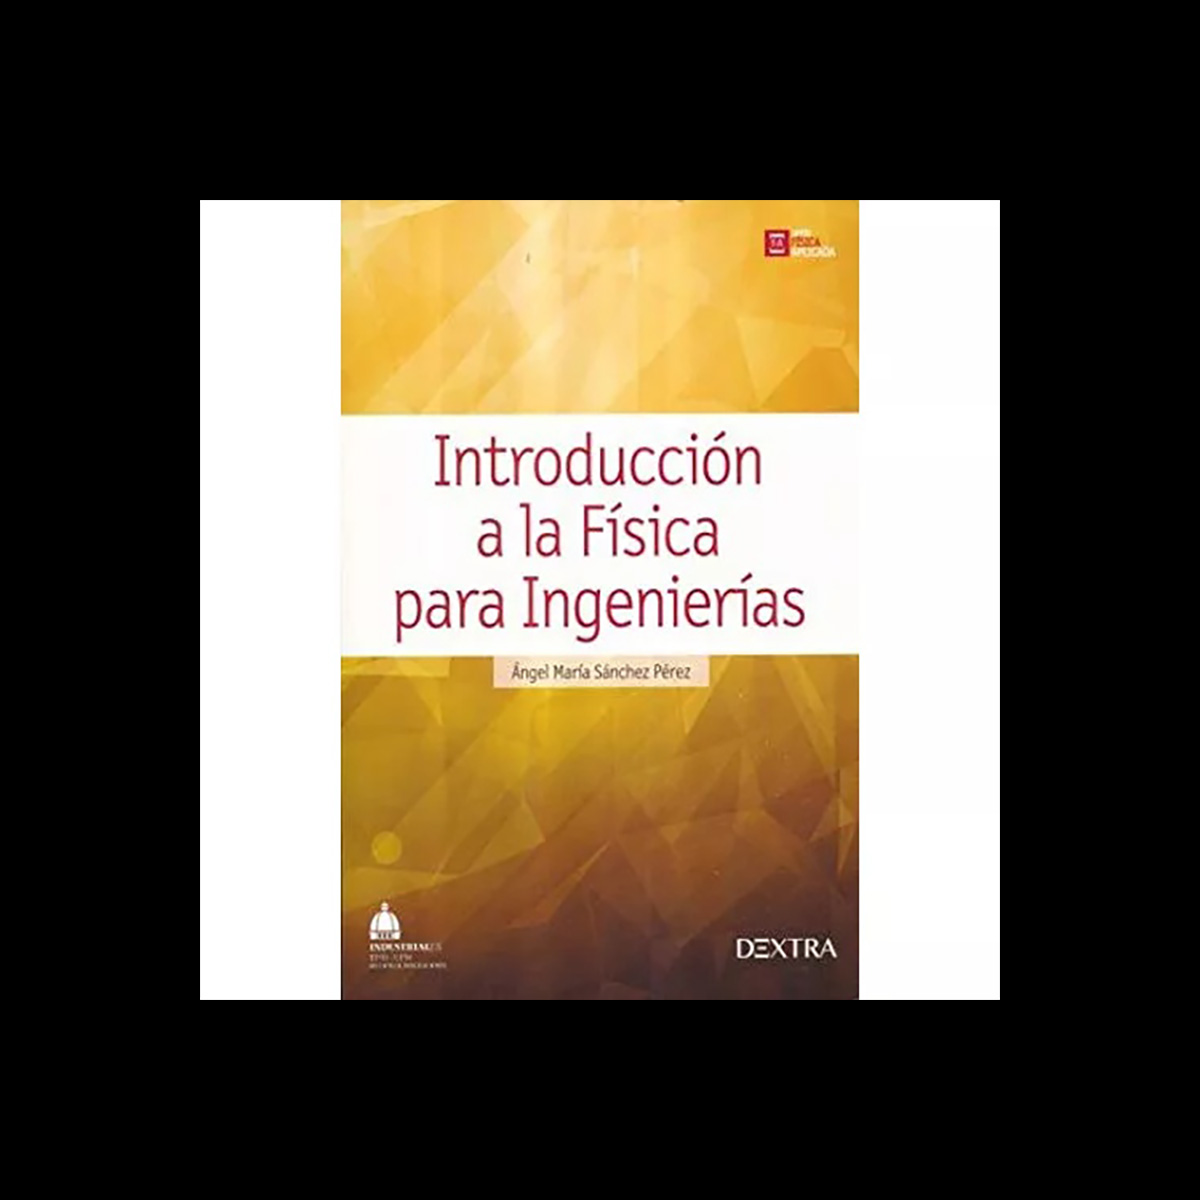 FÍSICA
APLICADA
Introducción
a la Física
para Ingenierías
Ángel María Sánchez Pérez
INDUSTRIALES
DEXTRA